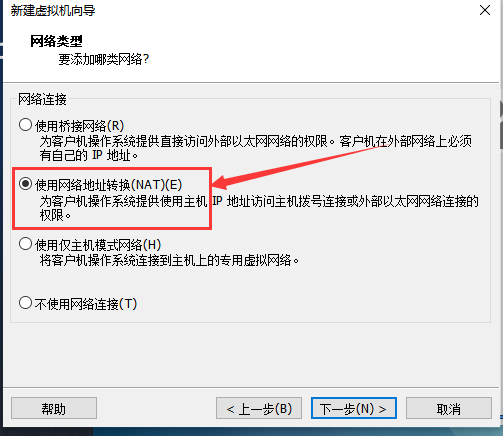 新建虚拟机向导
网络类型
要添加哪类网络?
网络连接
使用桥接网络(R)
为客户机操作系统提供直接访问外部以太网网络的权限。客户机在外部网络上必须
有自己的 IP 地址。
使用网络地址转换(NAT)(E)
为客户机操作系统提供使用主机 IP 地址访问主机拨号连接或外部以太网网络连接的
权限。
使用仅主机模式网络(H)
将客户机操作系统连接到主机上的专用虚拟网络。
不使用网络连接(T)
帮助
< 上一步(B)
下一步(N) >
取消